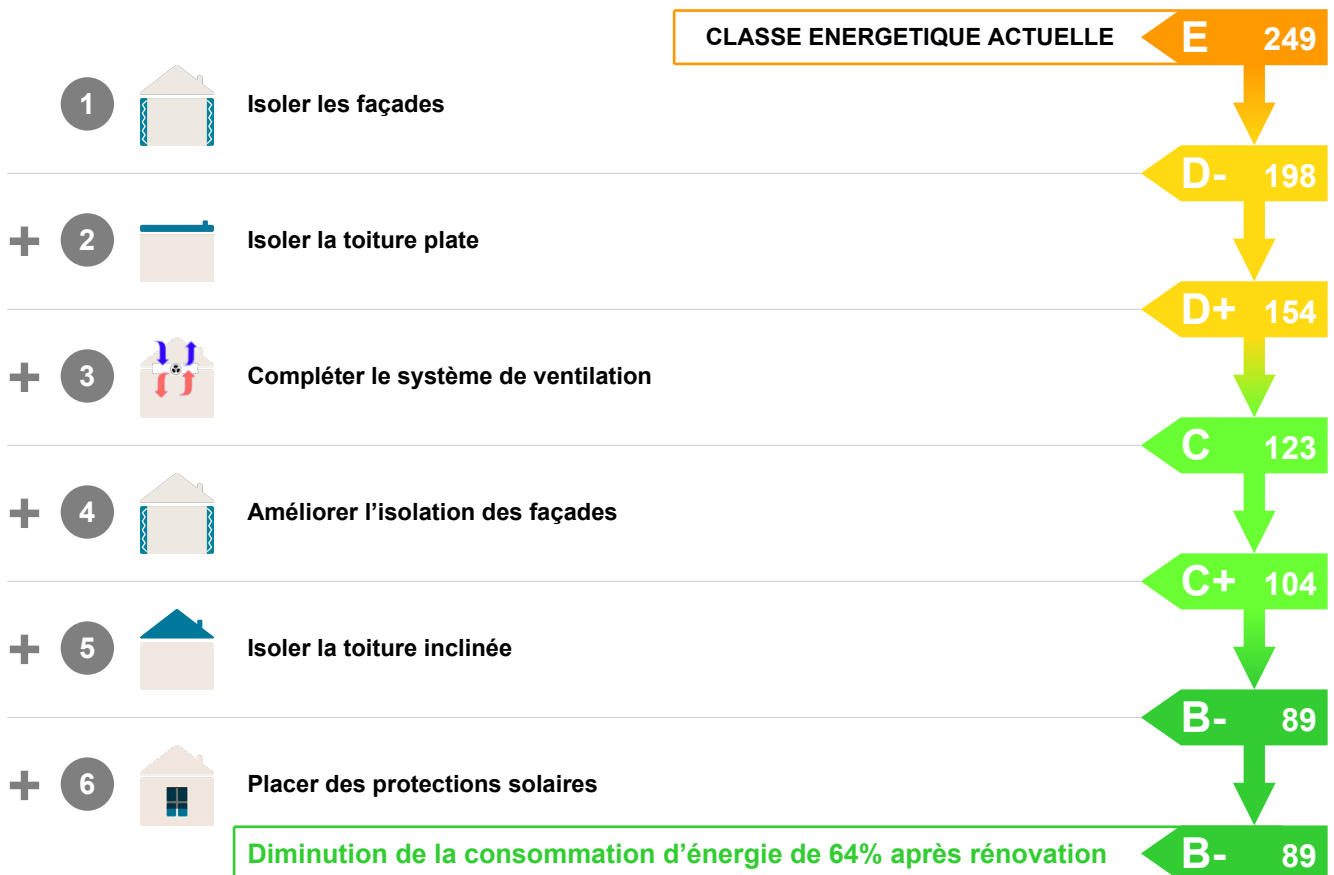 CLASSE ENERGETIQUE ACTUELLE E 249
1 Isoler les façades
D- 198
+ 2 Isoler la toiture plate
D+ 154
+ 3 Compléter le système de ventilation
C 123
+ 4 Améliorer l’isolation des façades
C+ 104
+ 5 Isoler la toiture inclinée
B- 89
+ 6 Placer des protections solaires
Diminution de la consommation d’énergie de 64% après rénovation B- 89